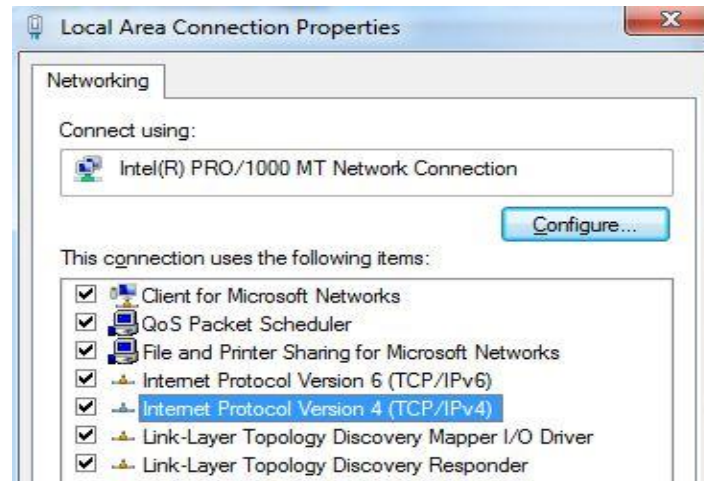 Local Area Connection Properties
Networking
Connect using:
Intel(R) PRO/1000 MT Network Connection
Configure...
This connection uses the following items:
Client for Microsoft Networks
QoS Packet Scheduler
File and Printer Sharing for Microsoft Networks
Internet Protocol Version 6 (TCP/IPv6)
Internet Protocol Version 4 (TCP/IPv4)
Link-Layer Topology Discovery Mapper I/O Driver
Link-Layer Topology Discovery Responder